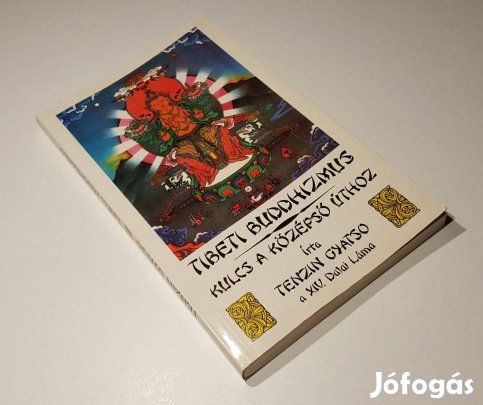 TIBETI BUDDHIZMUS
KULCS A KÖZÉPSŐ ÚTHOZ
írta
TENZIN GYATSO
a XIV. Dalai Láma
Jófogás